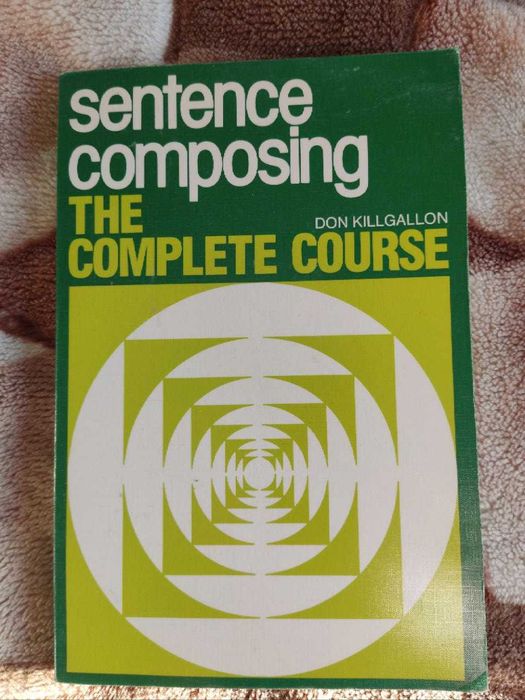 sentence
composing
THE
DON KILLGALLON
COMPLETE COURSE